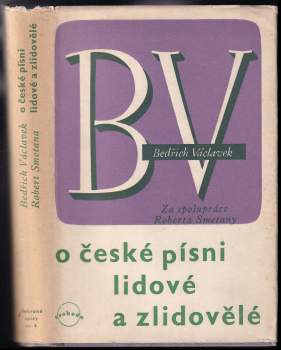 Bedřich Václavek
Robert Smetana
o české písni
lidové a zlidovělé
svoboda
BV
Bedřich Václavek
Za spolupráce
Roberta Smetany
o české písni
lidové
a zlidovělé